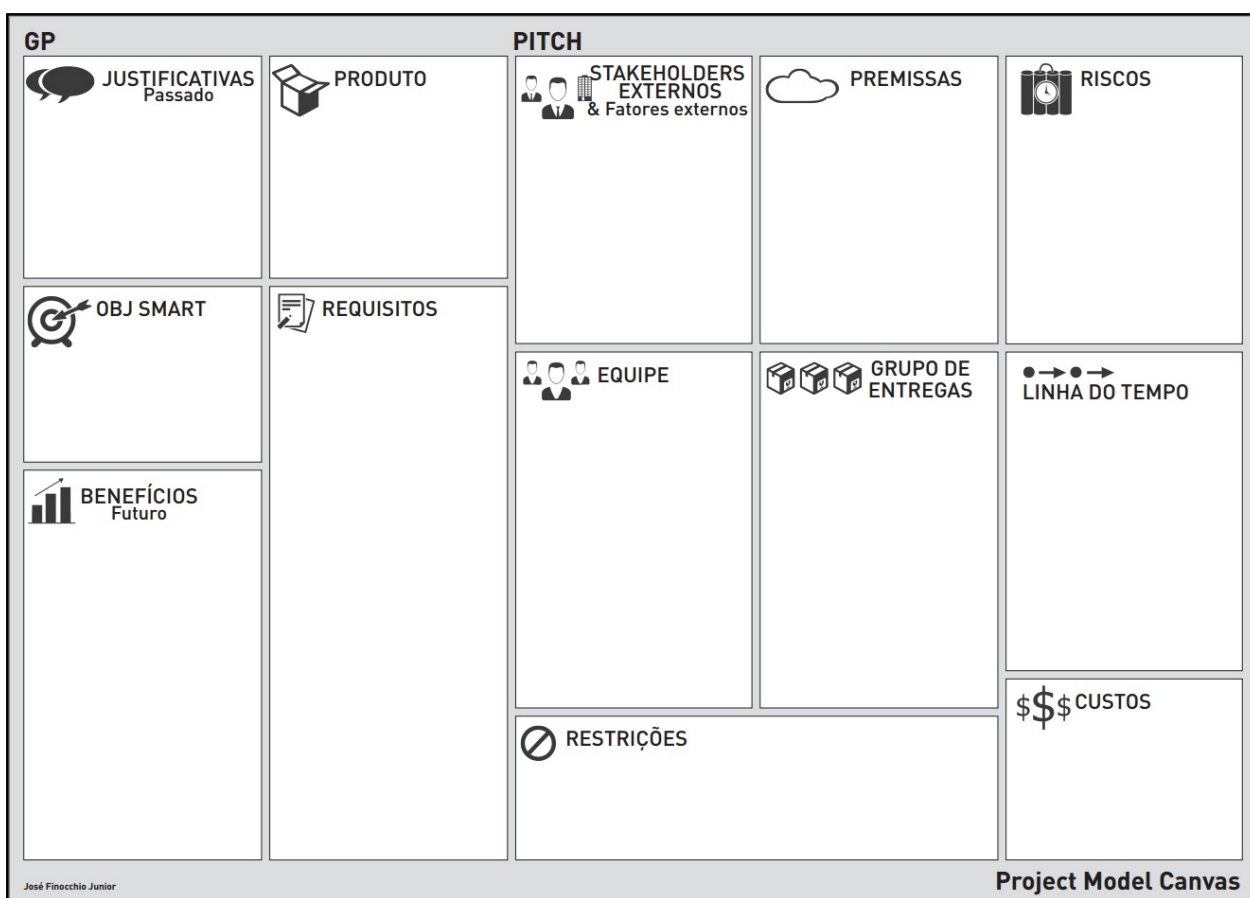 GP
PITCH
JUSTIFICATIVAS
Passado
PRODUTO
STAKEHOLDERS
EXTERNOS
& Fatores externos
PREMISSAS
RISCOS
OBJ SMART
REQUISITOS
EQUIPE
GRUPO DE
ENTREGAS
LINHA DO TEMPO
BENEFÍCIOS
Futuro
RESTRIÇÕES
$$$ CUSTOS
José Finocchio Junior
Project Model Canvas